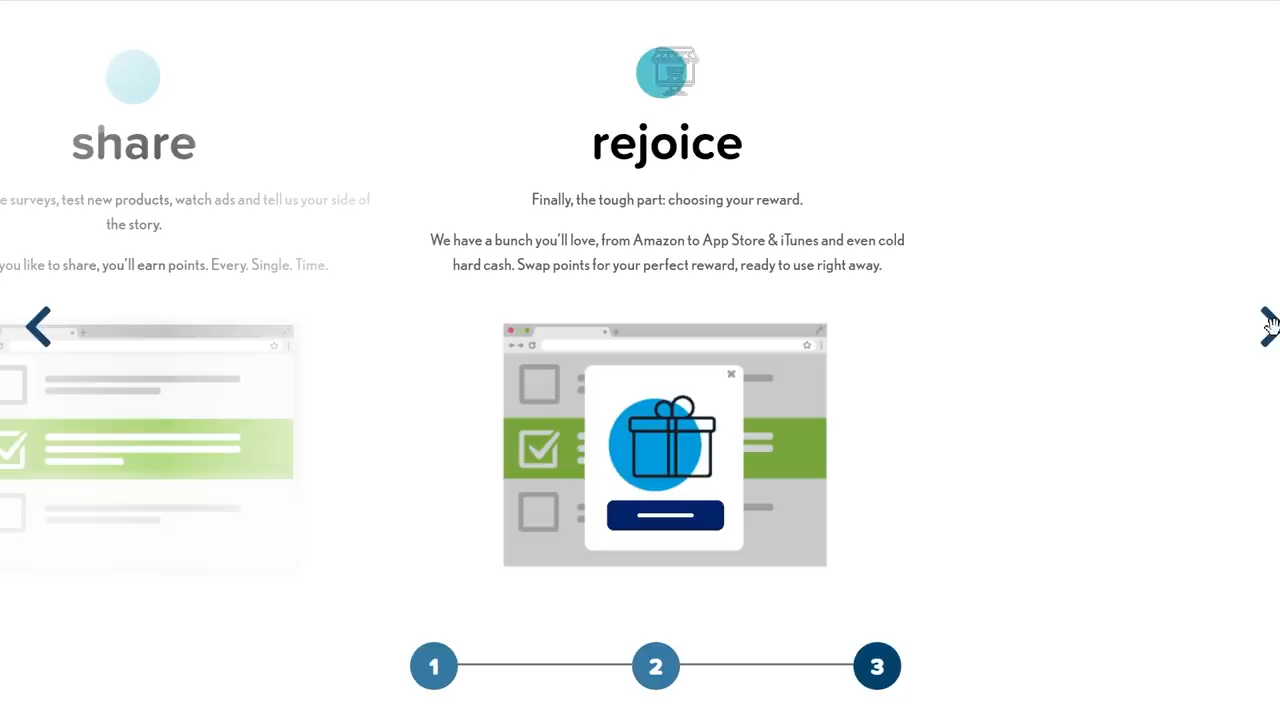 share
e surveys, test new products, watch ads and tell us your side of
the story.
you like to share, you'll earn points. Every. Single. Time.
rejoice
Finally, the tough part: choosing your reward.
We have a bunch you'll love, from Amazon to App Store & iTunes and even cold
hard cash. Swap points for your perfect reward, ready to use right away.
1
2
3